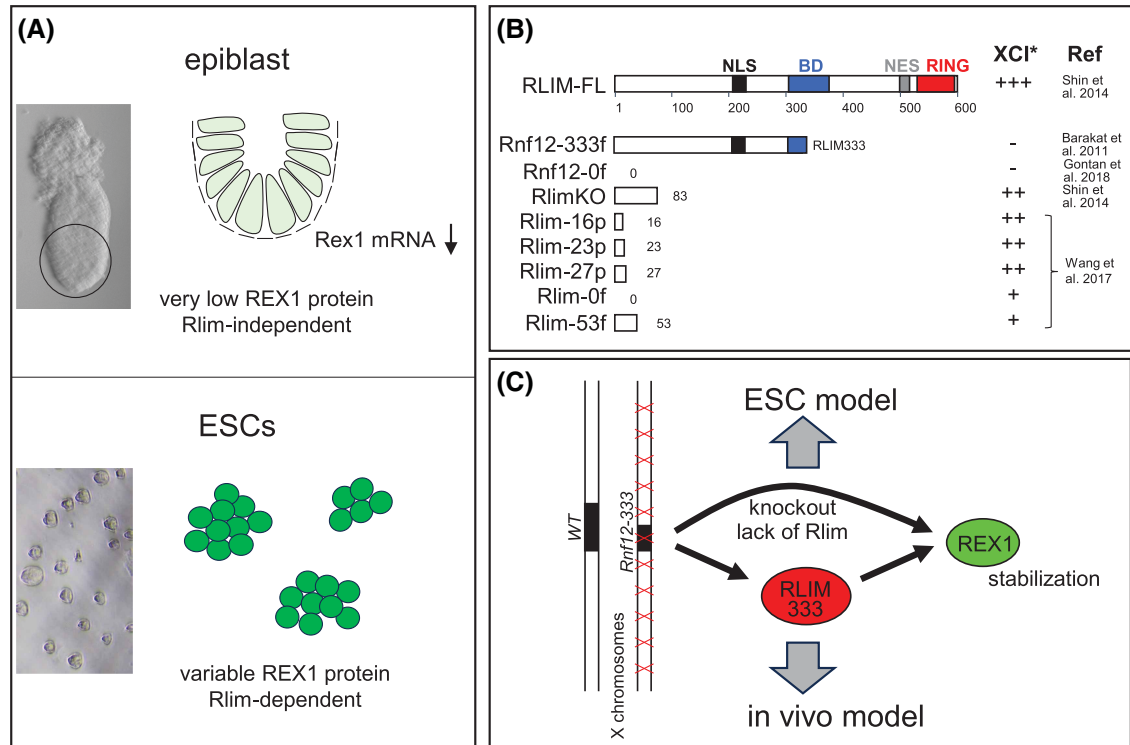 (A)
epiblast
Rex1 mRNA
very low REX1 protein
Rlim-independent
ESCs
variable REX1 protein
Rlim-dependent
(B)
XCI* Ref
NLS BD NES RING
RLIM-FL +++ Shin et al. 2014
1 100 200 300 400 500 600
Rnf12-333f RLIM333 - Barakat et al. 2011
Rnf12-0f 0 - Gontan et al. 2018
RlimKO 83 ++ Shin et al. 2014
Rlim-16p 16 ++
Rlim-23p 23 ++
Rlim-27p 27 ++
Wang et al. 2017
Rlim-0f 0 +
Rlim-53f 53 +
(C)
ESC model
WT
Rnf12-333
X chromosomes
knockout
lack of Rlim
REX1
stabilization
RLIM
333
in vivo model